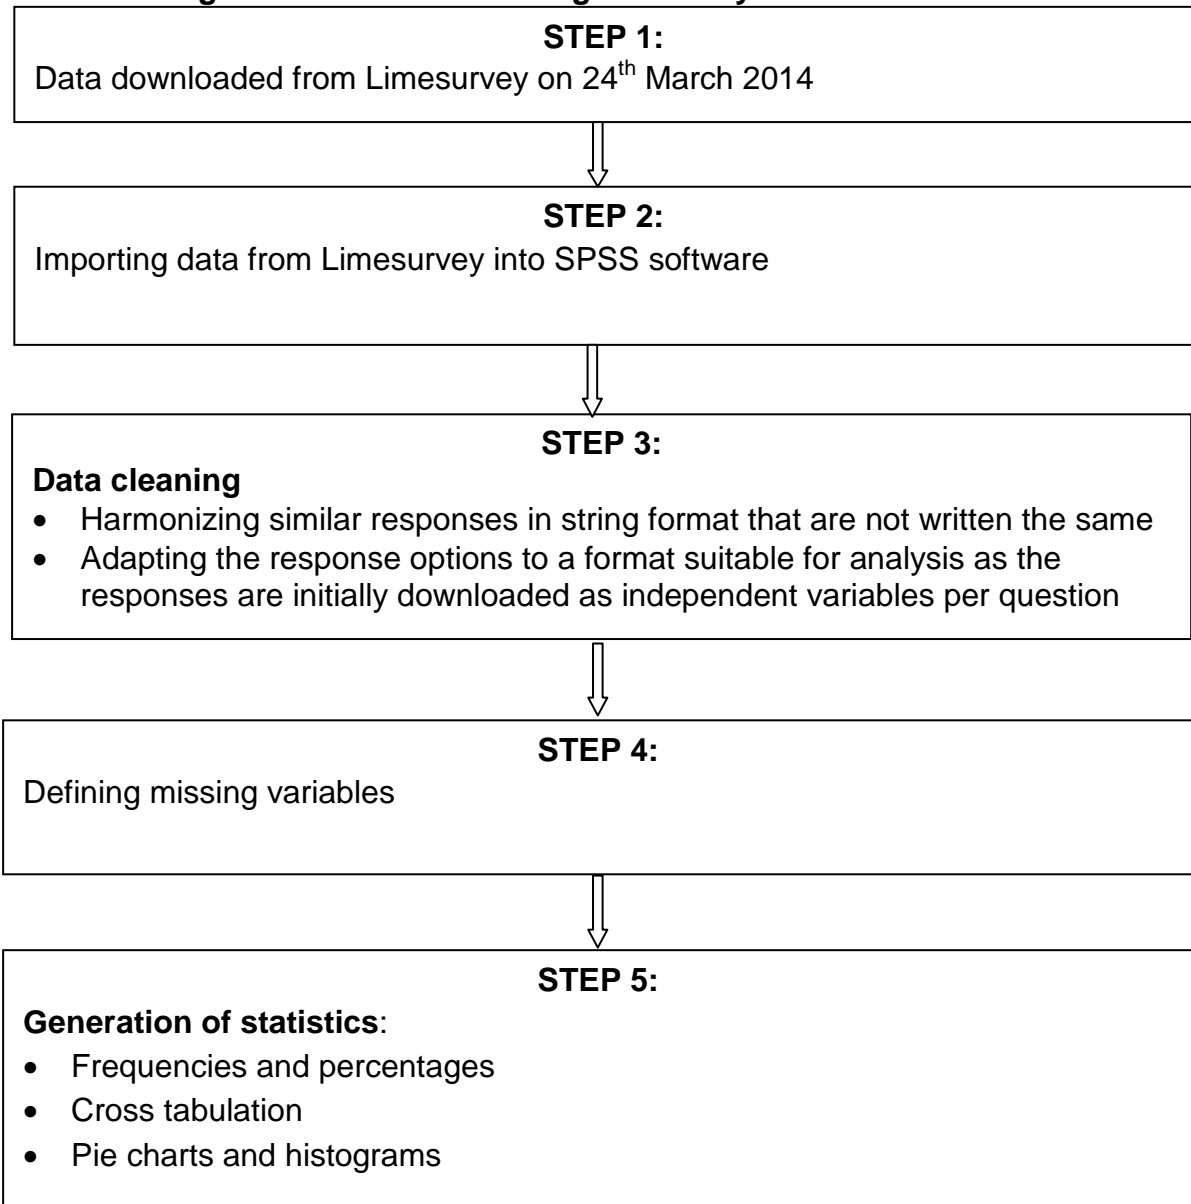 STEP 1:
Data downloaded from Limesurvey on 24th March 2014
STEP 2:
Importing data from Limesurvey into SPSS software
STEP 3:
Data cleaning
• Harmonizing similar responses in string format that are not written the same
• Adapting the response options to a format suitable for analysis as the
responses are initially downloaded as independent variables per question
STEP 4:
Defining missing variables
STEP 5:
Generation of statistics:
• Frequencies and percentages
• Cross tabulation
• Pie charts and histograms